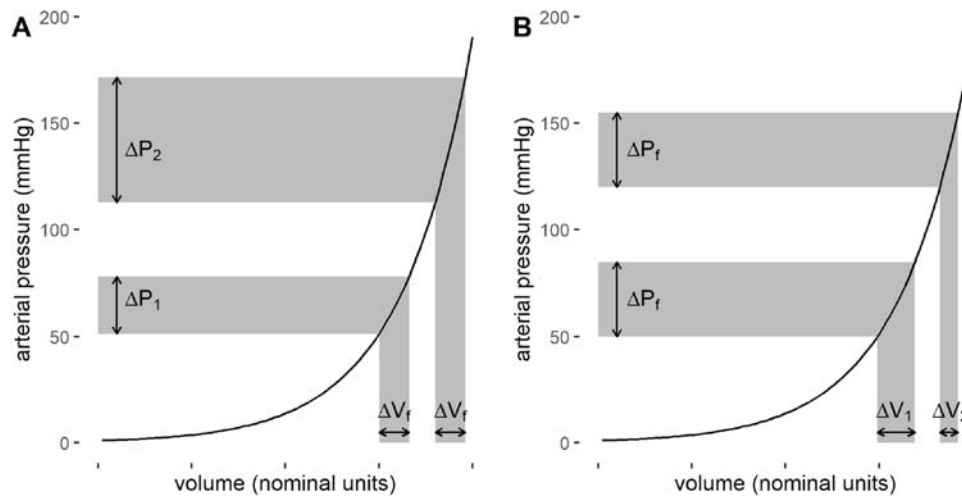 A
200
150
100
50
0
arterial pressure (mmHg)
ΔP₂
ΔP₁
ΔVf
ΔVf
volume (nominal units)
B
200
150
100
50
0
arterial pressure (mmHg)
ΔPf
ΔPf
ΔV₁
ΔV₂
volume (nominal units)